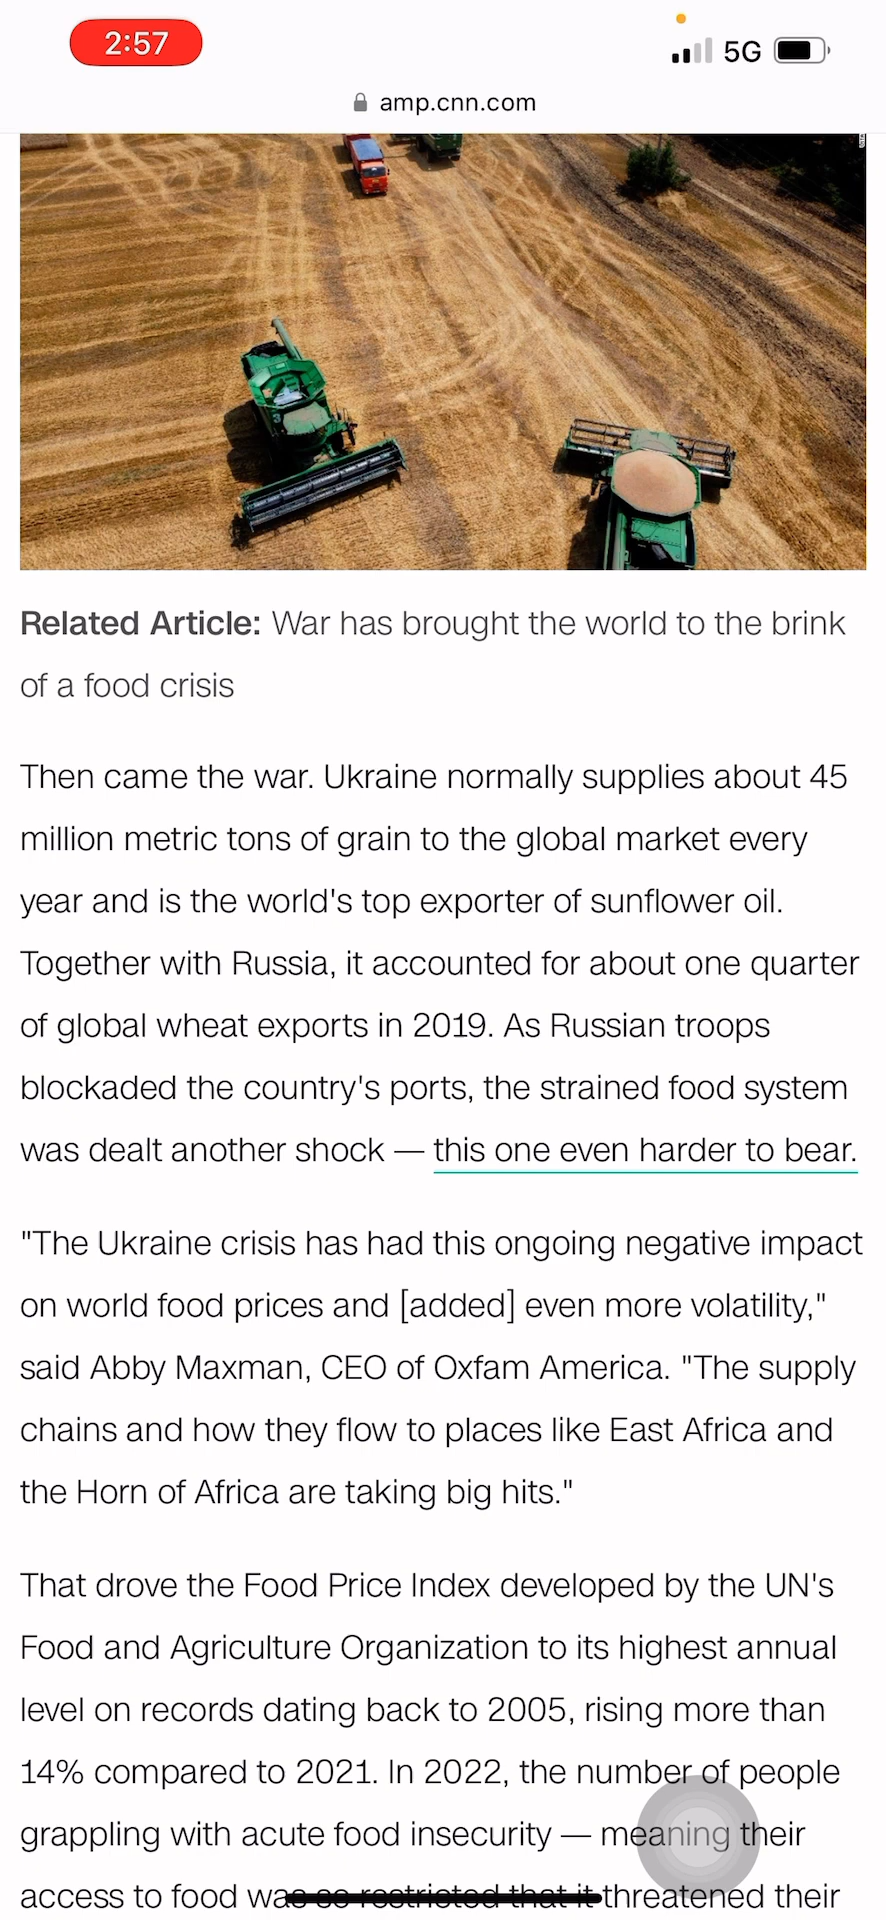 2:57
5G
amp.cnn.com
Related Article: War has brought the world to the brink
of a food crisis
Then came the war. Ukraine normally supplies about 45
million metric tons of grain to the global market every
year and is the world's top exporter of sunflower oil.
Together with Russia, it accounted for about one quarter
of global wheat exports in 2019. As Russian troops
blockaded the country's ports, the strained food system
was dealt another shock — this one even harder to bear.
"The Ukraine crisis has had this ongoing negative impact
on world food prices and [added] even more volatility,"
said Abby Maxman, CEO of Oxfam America. "The supply
chains and how they flow to places like East Africa and
the Horn of Africa are taking big hits."
That drove the Food Price Index developed by the UN's
Food and Agriculture Organization to its highest annual
level on records dating back to 2005, rising more than
14% compared to 2021. In 2022, the number of people
grappling with acute food insecurity — meaning their
access to food was so restricted that it threatened their